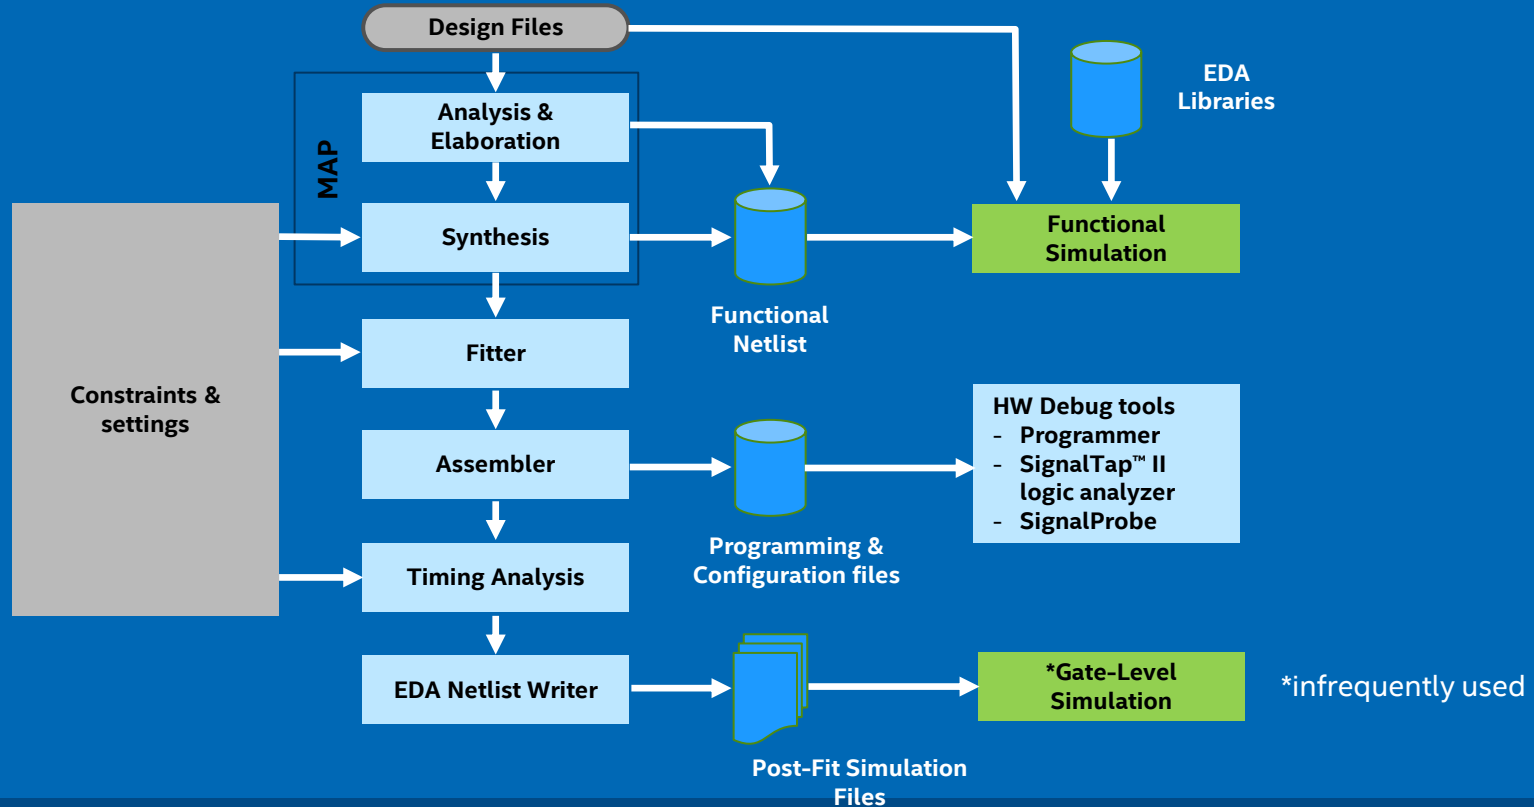 Design Files
EDA
Libraries
Analysis &
Elaboration
MAP
Synthesis
Functional
Simulation
Functional
Netlist
Fitter
Constraints &
settings
HW Debug tools
- Programmer
- SignalTap™ II
logic analyzer
- SignalProbe
Assembler
Programming &
Configuration files
Timing Analysis
EDA Netlist Writer
*Gate-Level
Simulation
*infrequently used
Post-Fit Simulation
Files